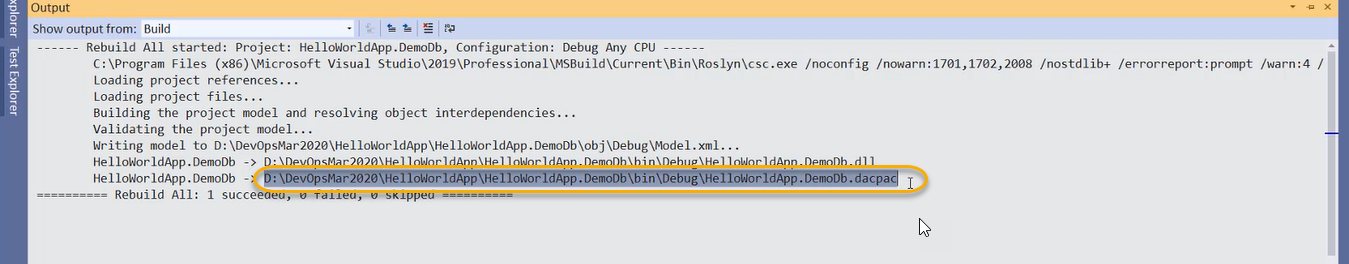 Output
xplorer
Test Explorer
Show output from: Build
------ Rebuild All started: Project: HelloWorldApp.DemoDb, Configuration: Debug Any CPU ------
C:\Program Files (x86)\Microsoft Visual Studio\2019\Professional\MSBuild\Current\Bin\Roslyn\csc.exe /noconfig /nowarn:1701,1702,2008 /nostdlib+ /errorreport:prompt /warn:4 /
Loading project references...
Loading project files...
Building the project model and resolving object interdependencies...
Validating the project model...
Writing model to D:\DevOpsMar2020\HelloWorldApp\HelloWorldApp.DemoDb\obj\Debug\Model.xml...
HelloWorldApp.DemoDb -> D:\DevOpsMar2020\HelloWorldApp\HelloWorldApp.DemoDb\bin\Debug\HelloWorldApp.DemoDb.dll
HelloWorldApp.DemoDb -> D:\DevOpsMar2020\HelloWorldApp\HelloWorldApp.DemoDb\bin\Debug\HelloWorldApp.DemoDb.dacpac
========== Rebuild All: 1 succeeded, 0 failed, 0 skipped ==========